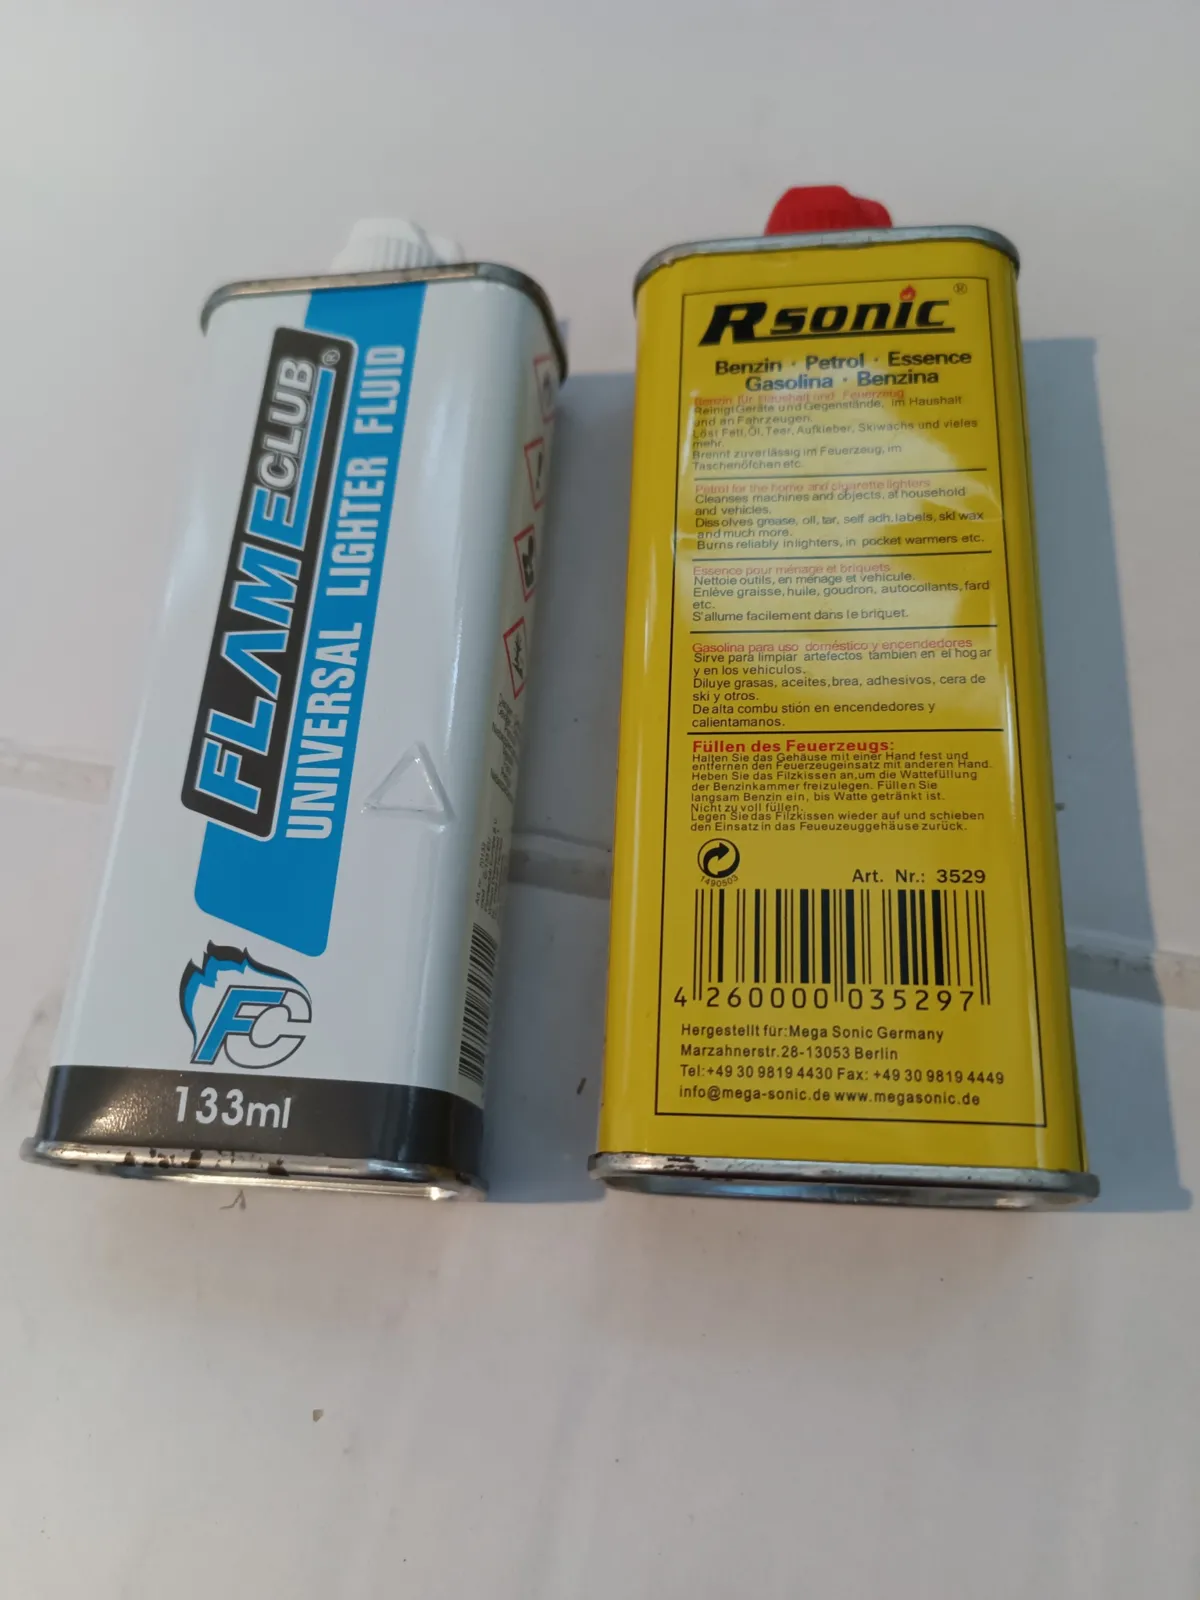 FLAMECLUB®
UNIVERSAL LIGHTER FLUID
FC
133ml
Rsonic®
Benzin · Petrol · Essence
Gasolina · Benzina
Benzin für Haushalt und Feuerzeug
Reinigt Geräte und Gegenstände, im Haushalt
und an Fahrzeugen.
Löst Fett, Öl, Teer, Aufkleber, Skiwachs und vieles
mehr.
Brennt zuverlässig im Feuerzeug, im
Taschenöfchen etc.
Petrol for the home and cigarette lighters
Cleanses machines and objects, at household
and vehicles.
Diss olves grease, oil, tar, self adh. labels, ski wax
and much more.
Burns reliably in lighters, in pocket warmers etc.
Essence pour ménage et briquets
Nettoie outils, en ménage et vehicule.
Enlève graisse, huile, goudron, autocollants, fard
etc.
S'allume facilement dans le briquet.
Gasolina para uso doméstico y encendedores
Sirve para limpiar artefectos tambien en el hogar
y en los vehiculos.
Diluye grasas, aceites, brea, adhesivos, cera de
ski y otros.
De alta combu stión en encendedores y
calientamanos.
Füllen des Feuerzeugs:
Halten Sie das Gehäuse mit einer Hand fest und
entfernen den Feuerzeugeinsatz mit anderen Hand.
Heben Sie das Filzkissen an, um die Wattefüllung
der Benzinkammer freizulegen. Füllen Sie
langsam Benzin ein, bis Watte getränkt ist.
Nicht zu voll füllen.
Legen Sie das Filzkissen wieder auf und schieben
den Einsatz in das Feueuzeuggehäuse zurück.
1490503
Art. Nr.: 3529
4 260000 035297
Hergestellt für: Mega Sonic Germany
Marzahnerstr. 28-13053 Berlin
Tel: +49 30 9819 4430 Fax: +49 30 9819 4449
info@mega-sonic.de www.megasonic.de